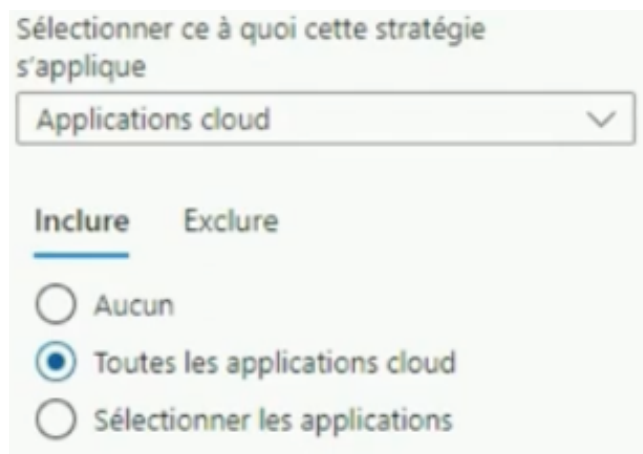 Sélectionner ce à quoi cette stratégie
s'applique
Applications cloud
Inclure Exclure
Aucun
Toutes les applications cloud
Sélectionner les applications